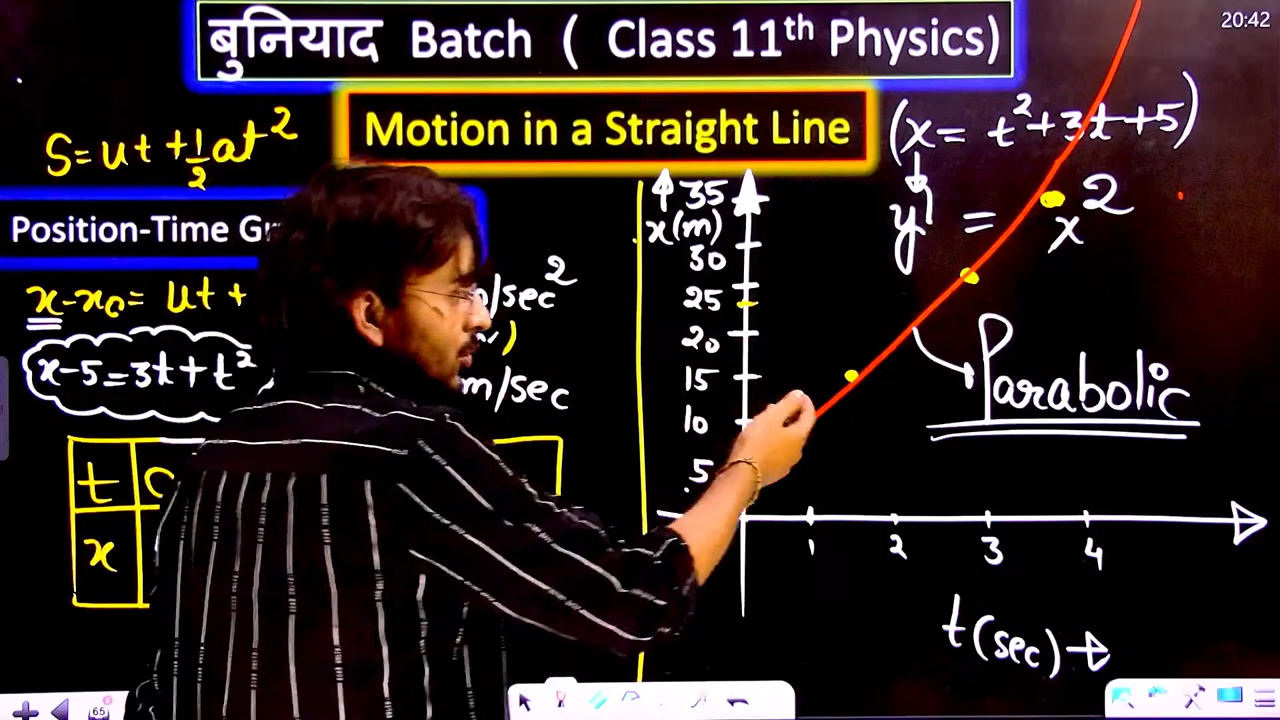 20:42
बुनियाद Batch ( Class 11th Physics)
Motion in a Straight Line
S=ut+½at²
Position-Time Gr
x-x₀= ut+
/sec²
x-5=3t+t²
m/sec
t
x
(x= t²+3t+5)
y = x²
Parabolic
35
x(m)
30
25
20
15
10
5
1 2 3 4
t(sec)→
65